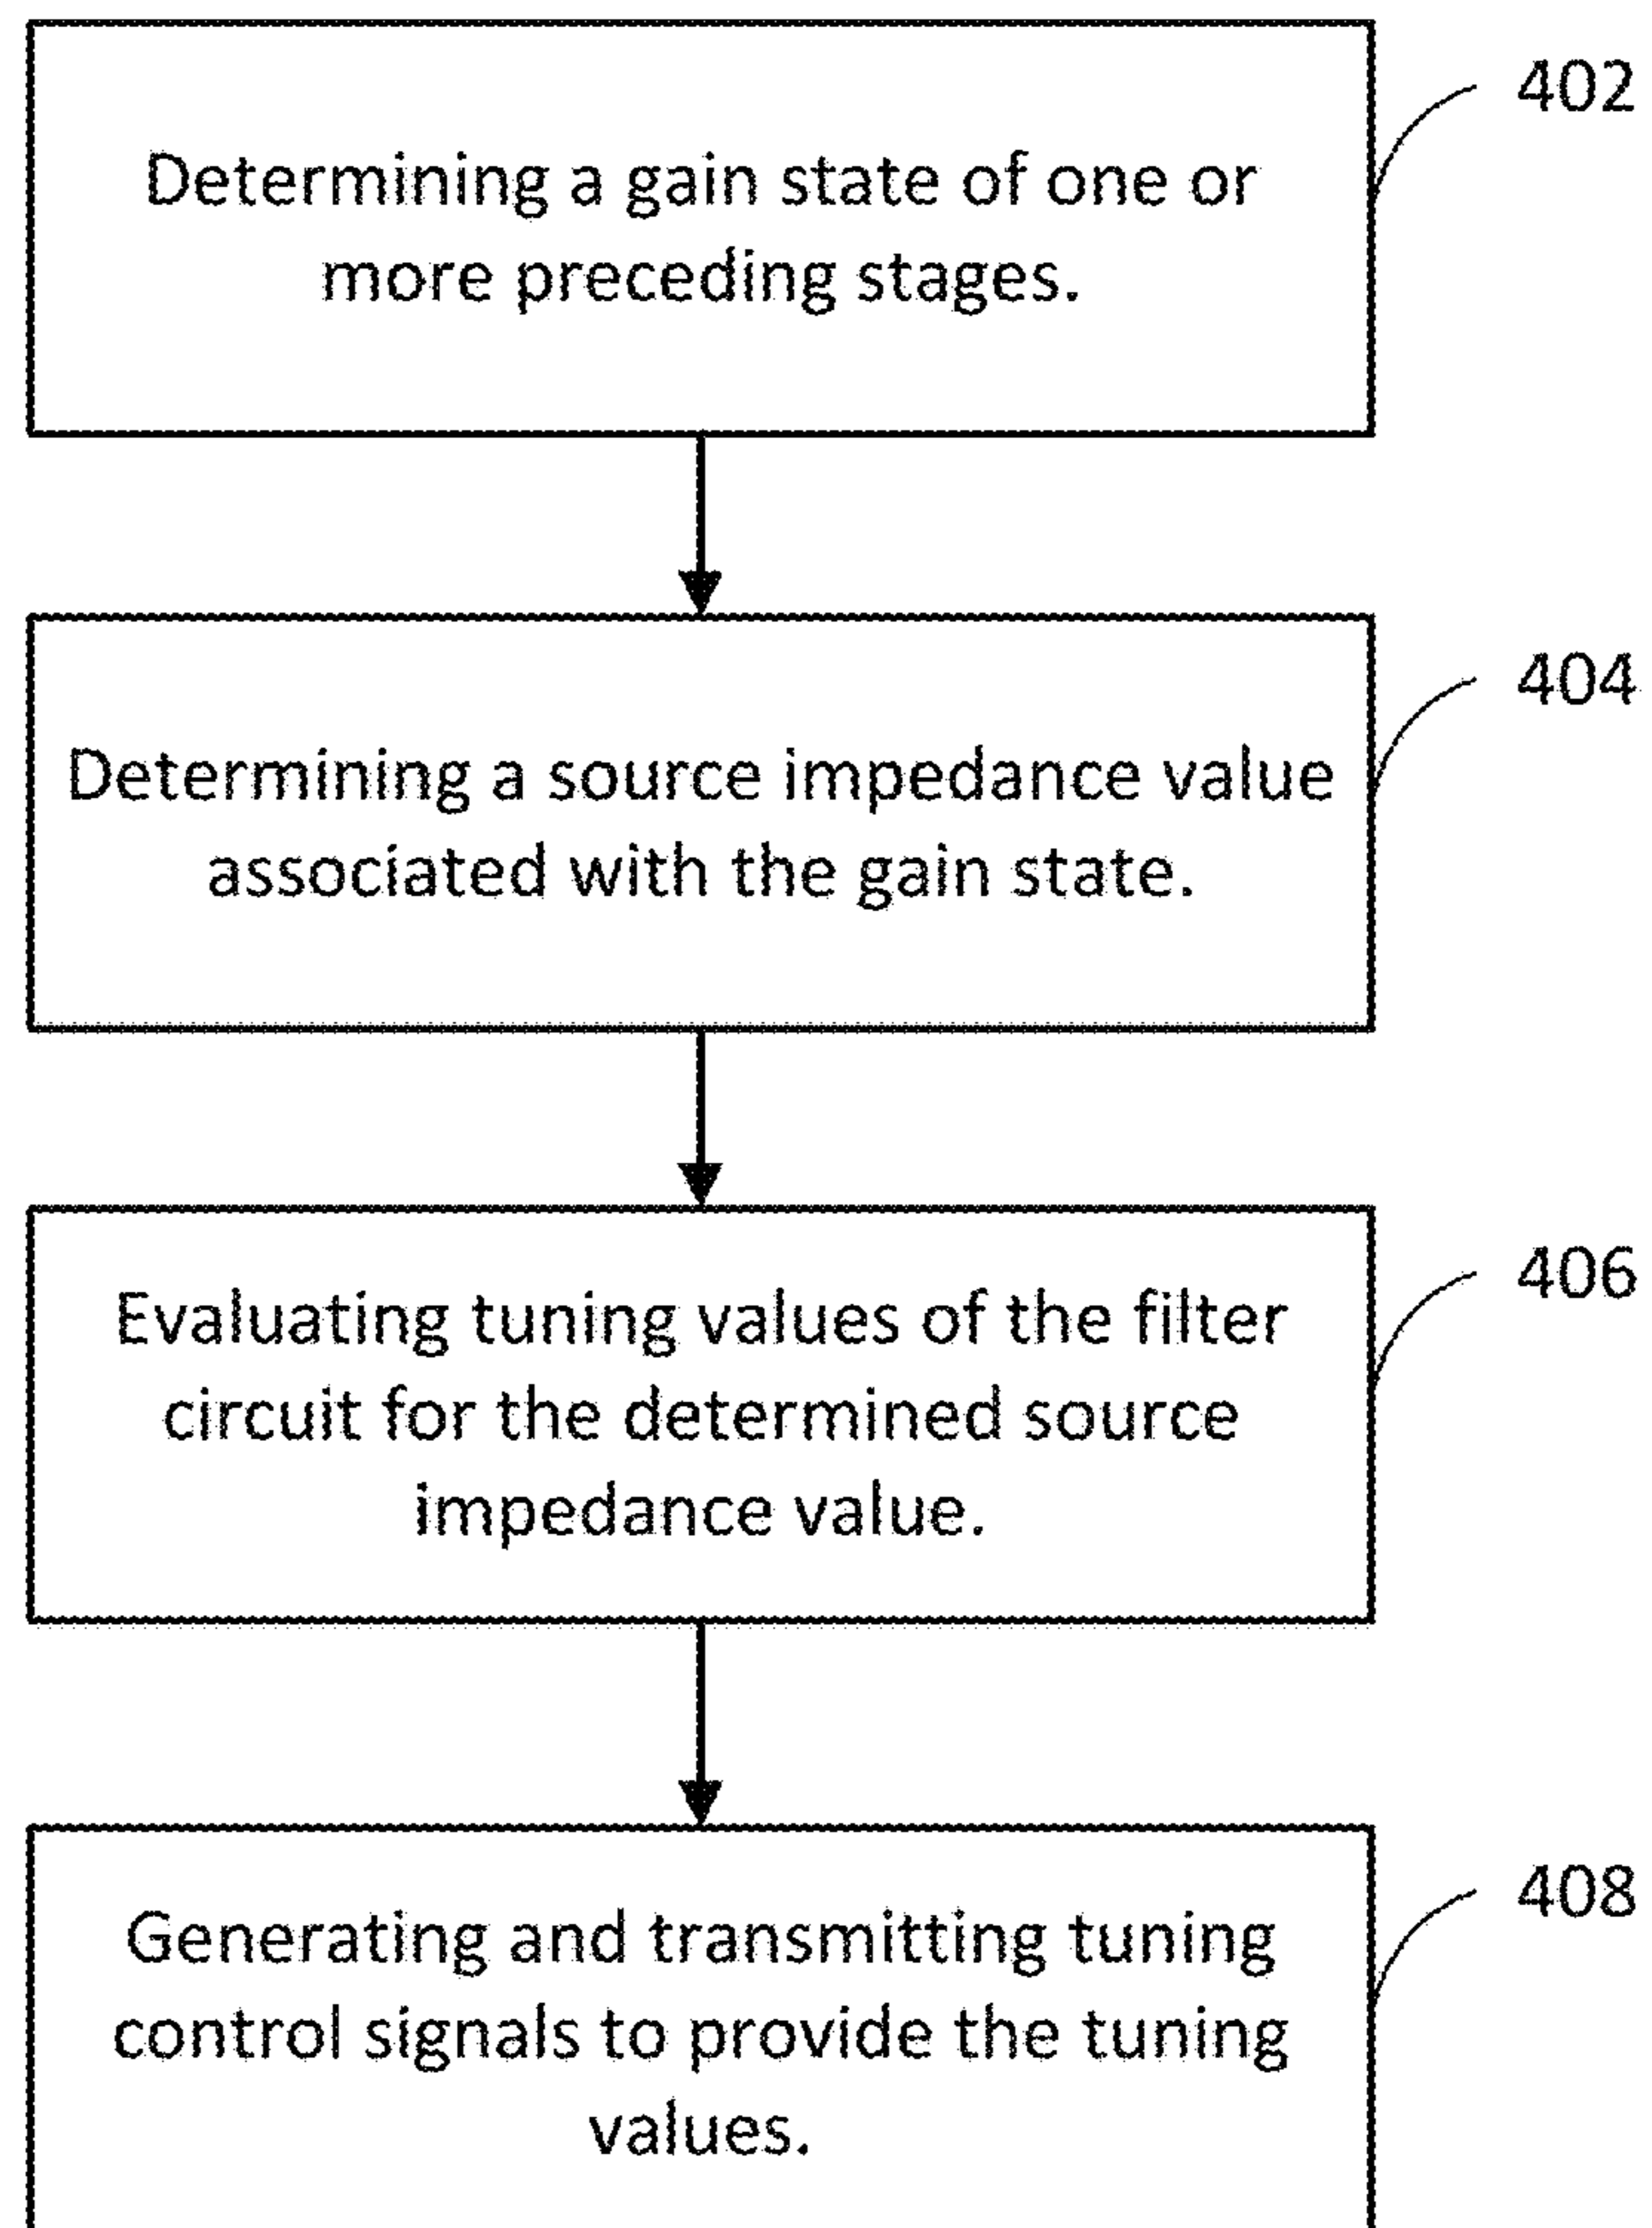 402
Determining a gain state of one or
more preceding stages.
404
Determining a source impedance value
associated with the gain state.
406
Evaluating tuning values of the filter
circuit for the determined source
impedance value.
408
Generating and transmitting tuning
control signals to provide the tuning
values.